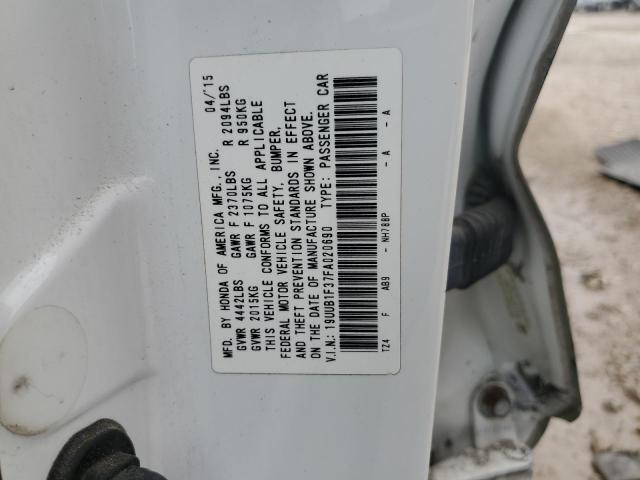 MFD. BY HONDA OF AMERICA MFG., INC. 04/'15
GVWR 4442LBS GAWR F 2370LBS R 2094LBS
GVWR 2015KG GAWR F 1075KG R 950KG
THIS VEHICLE CONFORMS TO ALL APPLICABLE
FEDERAL MOTOR VEHICLE SAFETY, BUMPER,
AND THEFT PREVENTION STANDARDS IN EFFECT
ON THE DATE OF MANUFACTURE SHOWN ABOVE.
V.I.N.: 19UUB1F37FA020690 TYPE: PASSENGER CAR
TZ4 F AB9 - NH788P - A - A